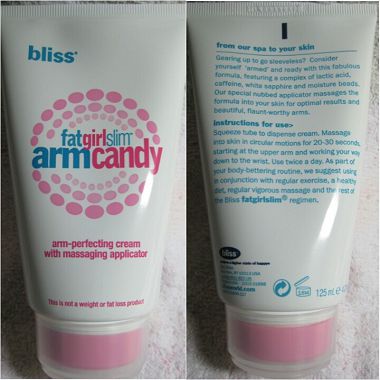 bliss®
fatgirlslim™
armcandy
arm-perfecting cream
with massaging applicator
This is not a weight or fat loss product
from our spa to your skin
Gearing up to go sleeveless? Consider
yourself 'armed' and ready with this fabulous
formula, featuring a complex of lactic acid,
caffeine, white sapphire and moisture beads.
Our special nubbed applicator massages the
formula into your skin for optimal results and
beautiful, flaunt-worthy arms.
instructions for use>
Squeeze tube to dispense cream. Massage
into skin in circular motions for 20-30 seconds,
starting at the upper arm and working your way
down to the wrist. Use twice a day. As part of
your body-bettering routine, we suggest using
in conjunction with regular exercise, a healthy
diet, regular vigorous massage and the rest of
the Bliss fatgirlslim® regimen.
bliss
a higher state of happy
125 ml e